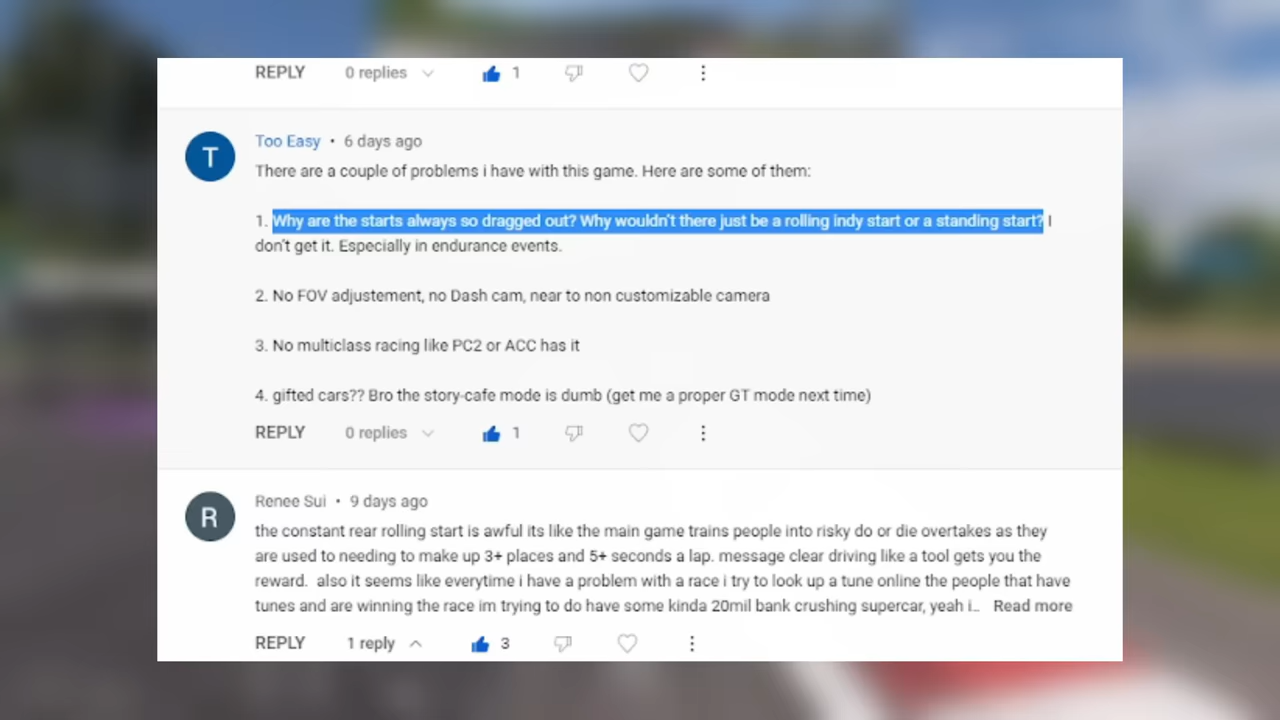 REPLY 0 replies 1
T
Too Easy • 6 days ago
There are a couple of problems i have with this game. Here are some of them:
1. Why are the starts always so dragged out? Why wouldn't there just be a rolling indy start or a standing start? I
don't get it. Especially in endurance events.
2. No FOV adjustement, no Dash cam, near to non customizable camera
3. No multiclass racing like PC2 or ACC has it
4. gifted cars?? Bro the story-cafe mode is dumb (get me a proper GT mode next time)
REPLY 0 replies 1
R
Renee Sui • 9 days ago
the constant rear rolling start is awful its like the main game trains people into risky do or die overtakes as they
are used to needing to make up 3+ places and 5+ seconds a lap. message clear driving like a tool gets you the
reward. also it seems like everytime i have a problem with a race i try to look up a tune online the people that have
tunes and are winning the race im trying to do have some kinda 20mil bank crushing supercar, yeah i... Read more
REPLY 1 reply 3